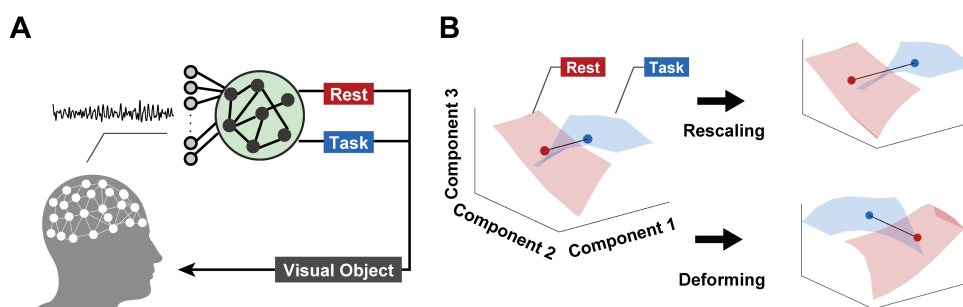 A
Rest
Task
Visual Object
B
Rest
Task
Component 3
Component 2
Component 1
Rescaling
Deforming